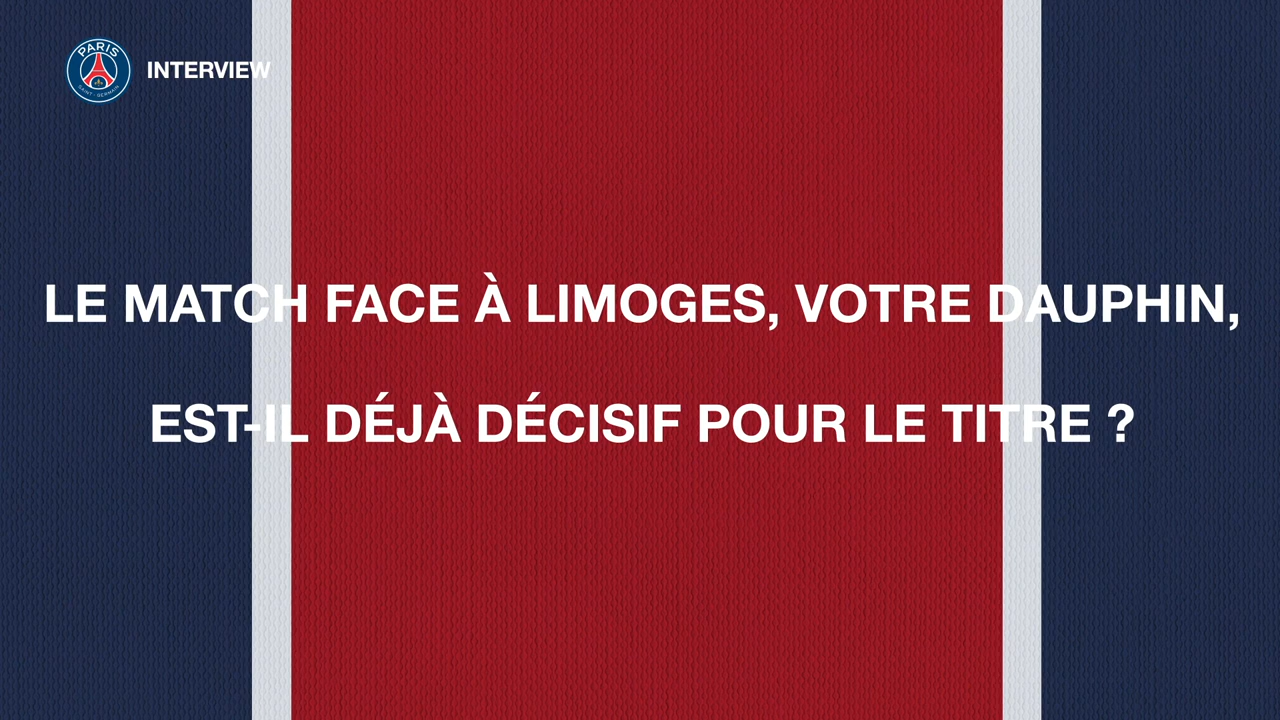 PARIS
SAINT-GERMAIN
INTERVIEW
LE MATCH FACE À LIMOGES, VOTRE DAUPHIN,
EST-IL DÉJÀ DÉCISIF POUR LE TITRE ?